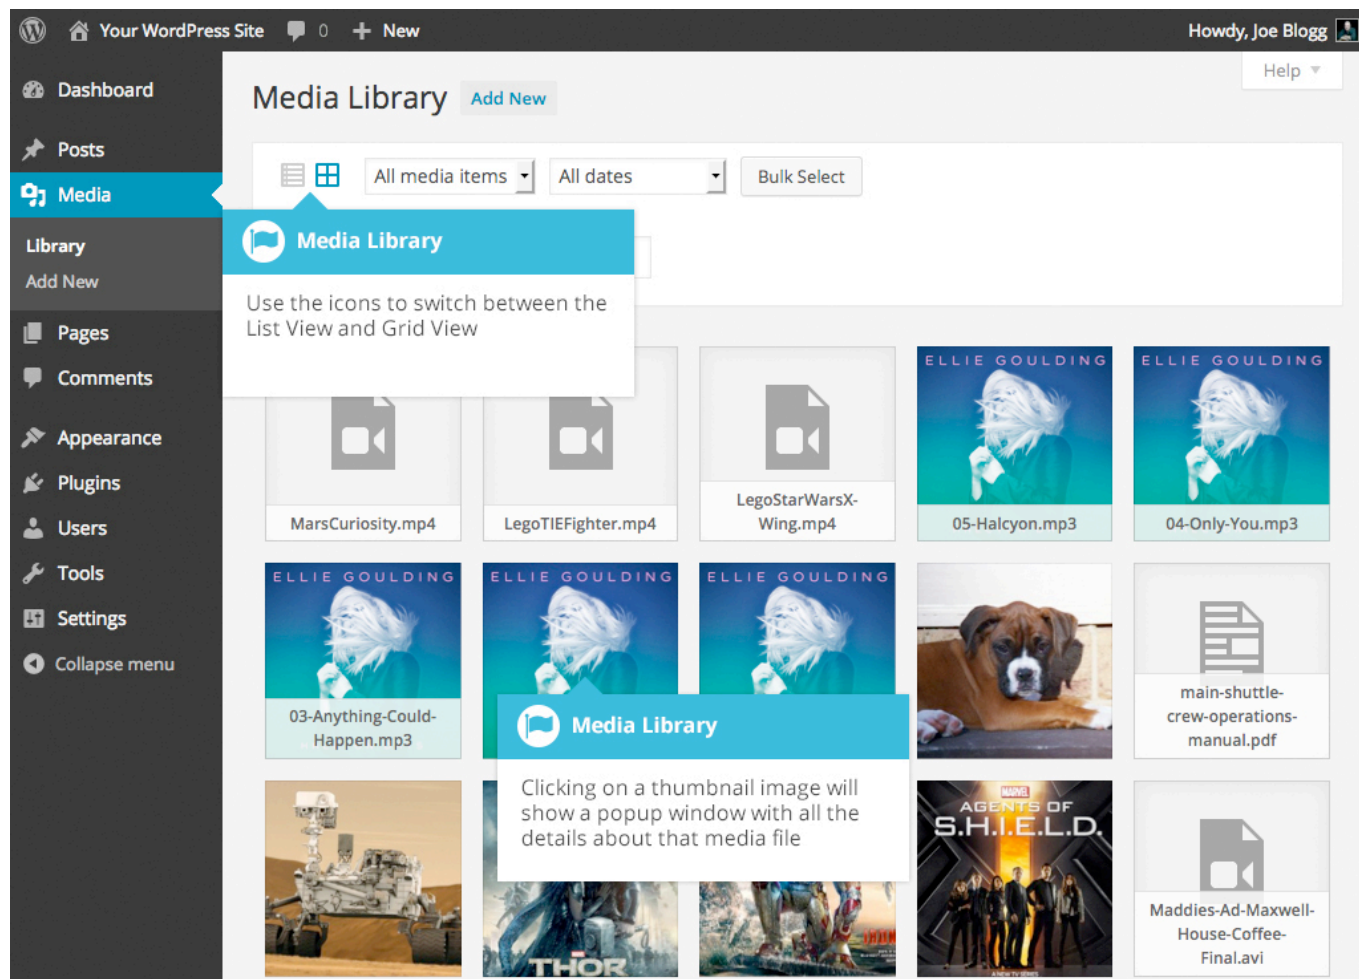 Your WordPress Site
0
New
Howdy, Joe Blogg
Help
Dashboard
Posts
Media
Library
Add New
Pages
Comments
Appearance
Plugins
Users
Tools
Settings
Collapse menu
Media Library
Add New
All media items
All dates
Bulk Select
Media Library
Use the icons to switch between the
List View and Grid View
MarsCuriosity.mp4
LegoTIEFighter.mp4
LegoStarWarsX-
Wing.mp4
ELLIE GOULDING
05-Halcyon.mp3
ELLIE GOULDING
04-Only-You.mp3
ELLIE GOULDING
03-Anything-Could-
Happen.mp3
ELLIE GOULDING
ELLIE GOULDING
main-shuttle-
crew-operations-
manual.pdf
Media Library
Clicking on a thumbnail image will
show a popup window with all the
details about that media file
THOR
MARVEL
AGENTS OF
S.H.I.E.L.D.
A NEW TV SERIES
Maddies-Ad-Maxwell-
House-Coffee-
Final.avi